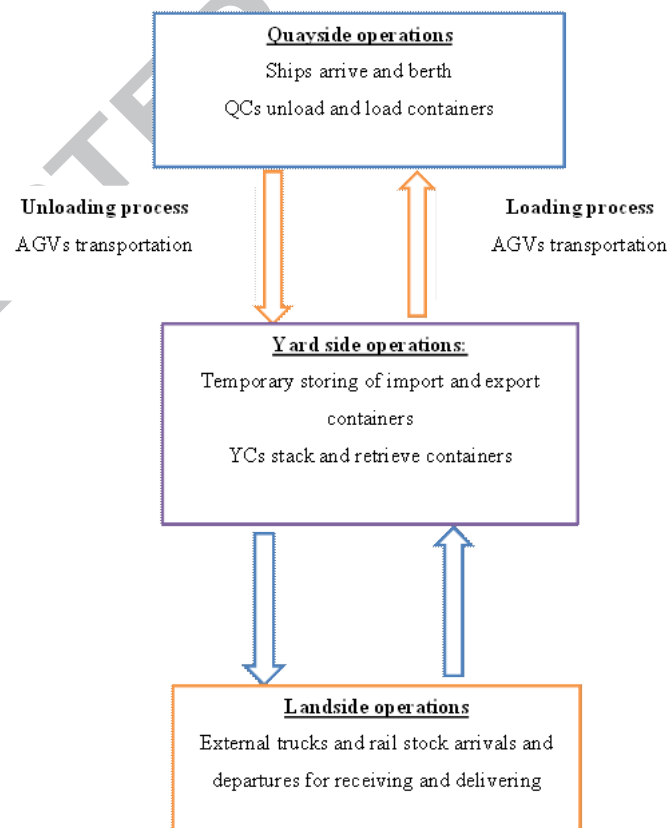 Quayside operations
Ships arrive and berth
QCs unload and load containers
Unloading process
AGVs transportation
Loading process
AGVs transportation
Yard side operations:
Temporary storing of import and export
containers
YCs stack and retrieve containers
Landside operations
External trucks and rail stock arrivals and
departures for receiving and delivering